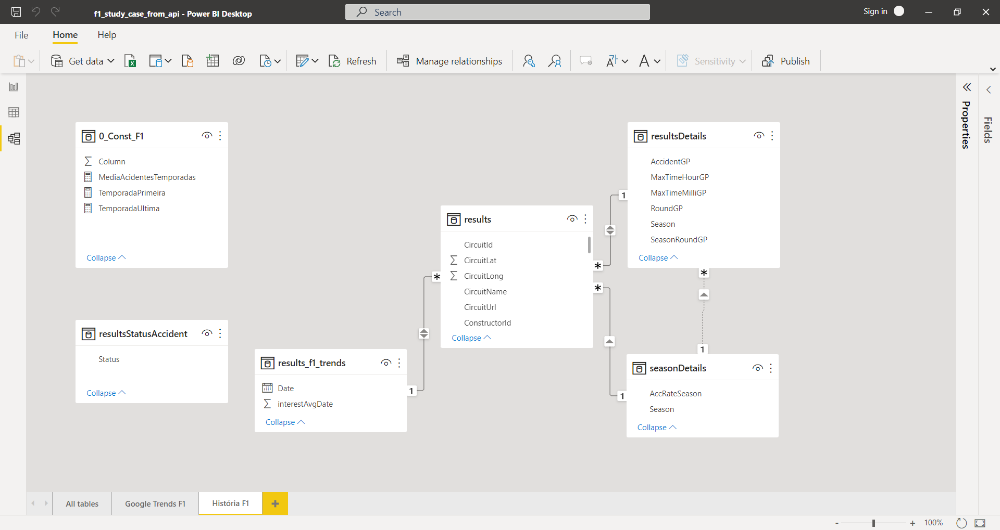 f1_study_case_from_api - Power BI Desktop
Search
Sign in
File
Home
Help
Get data
Refresh
Manage relationships
Sensitivity
Publish
Properties
Fields
0_Const_F1
Column
MediaAcidentesTemporadas
TemporadaPrimeira
TemporadaUltima
Collapse
resultsStatusAccident
Status
Collapse
results_f1_trends
Date
interestAvgDate
Collapse
1
results
CircuitId
CircuitLat
CircuitLong
CircuitName
CircuitUrl
ConstructorId
Collapse
*
*
*
1
resultsDetails
AccidentGP
MaxTimeHourGP
MaxTimeMilliGP
RoundGP
Season
SeasonRoundGP
Collapse
*
1
1
seasonDetails
AccRateSeason
Season
Collapse
All tables
Google Trends F1
História F1
+
- + 100%